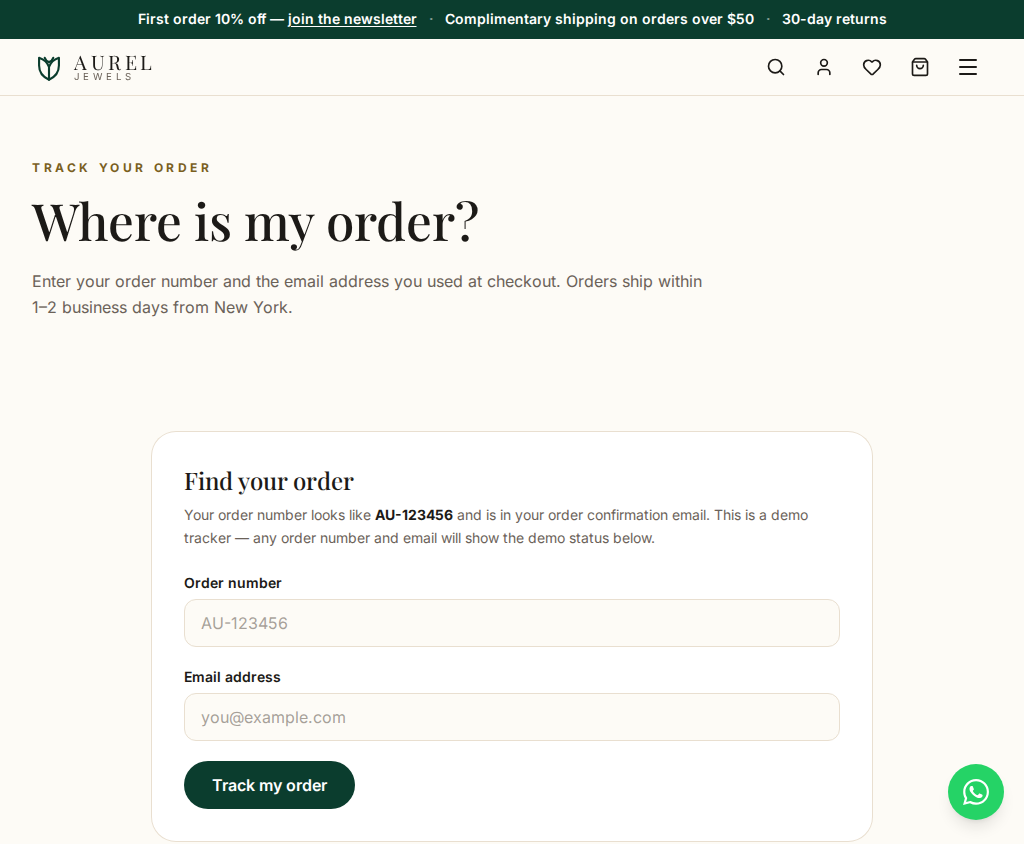 First order 10% off — join the newsletter · Complimentary shipping on orders over $50 · 30-day returns
AUREL
JEWELS
TRACK YOUR ORDER
Where is my order?
Enter your order number and the email address you used at checkout. Orders ship within
1–2 business days from New York.
Find your order
Your order number looks like AU-123456 and is in your order confirmation email. This is a demo
tracker — any order number and email will show the demo status below.
Order number
AU-123456
Email address
you@example.com
Track my order